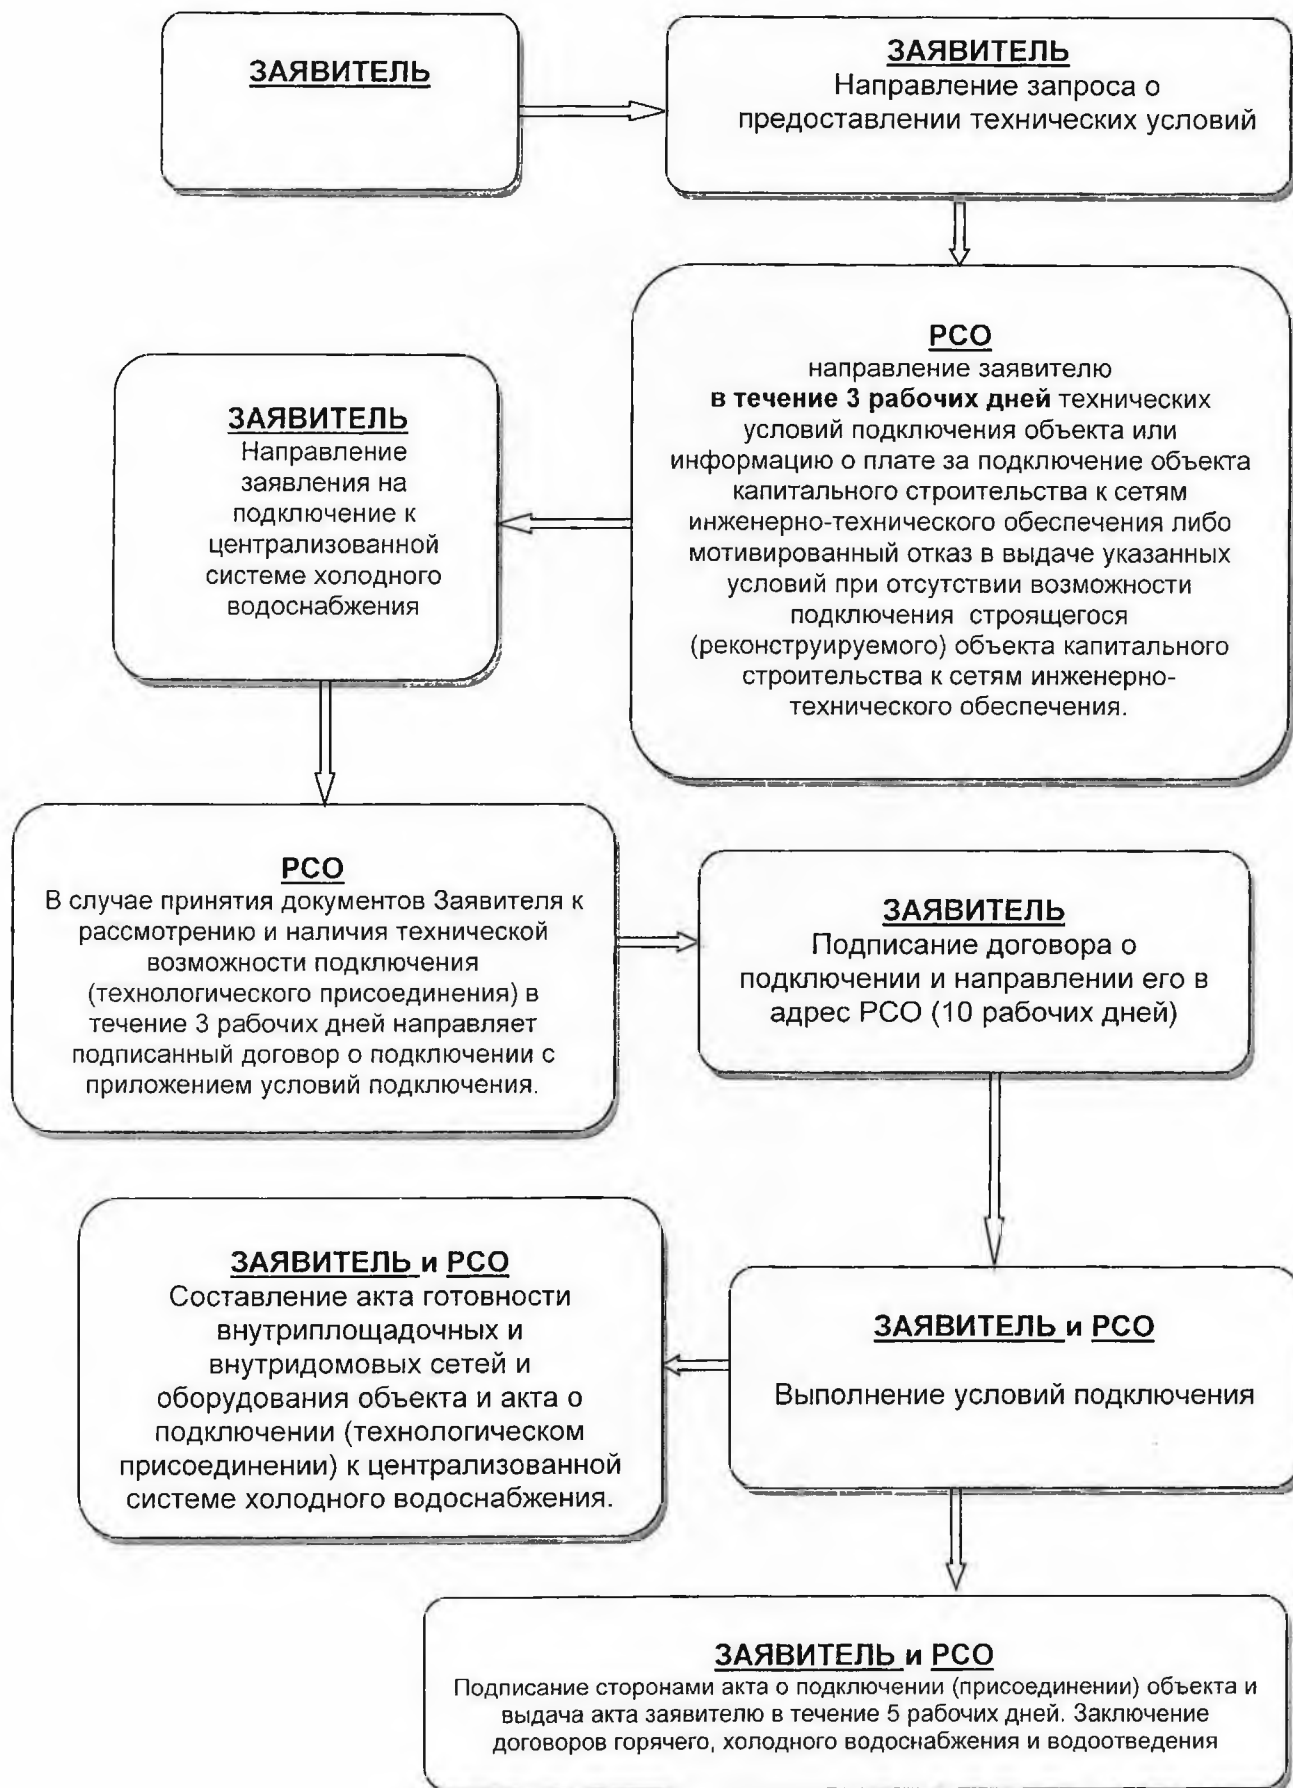 ЗАЯВИТЕЛЬ
ЗАЯВИТЕЛЬ
Направление запроса о
предоставлении технических условий
РСО
направление заявителю
в течение 3 рабочих дней технических
условий подключения объекта или
информацию о плате за подключение объекта
капитального строительства к сетям
инженерно-технического обеспечения либо
мотивированный отказ в выдаче указанных
условий при отсутствии возможности
подключения строящегося
(реконструируемого) объекта капитального
строительства к сетям инженерно-
технического обеспечения.
ЗАЯВИТЕЛЬ
Направление
заявления на
подключение к
централизованной
системе холодного
водоснабжения
РСО
В случае принятия документов Заявителя к
рассмотрению и наличия технической
возможности подключения
(технологического присоединения) в
течение 3 рабочих дней направляет
подписанный договор о подключении с
приложением условий подключения.
ЗАЯВИТЕЛЬ
Подписание договора о
подключении и направлении его в
адрес РСО (10 рабочих дней)
ЗАЯВИТЕЛЬ и РСО
Выполнение условий подключения
ЗАЯВИТЕЛЬ и РСО
Составление акта готовности
внутриплощадочных и
внутридомовых сетей и
оборудования объекта и акта о
подключении (технологическом
присоединении) к централизованной
системе холодного водоснабжения.
ЗАЯВИТЕЛЬ и РСО
Подписание сторонами акта о подключении (присоединении) объекта и
выдача акта заявителю в течение 5 рабочих дней. Заключение
договоров горячего, холодного водоснабжения и водоотведения